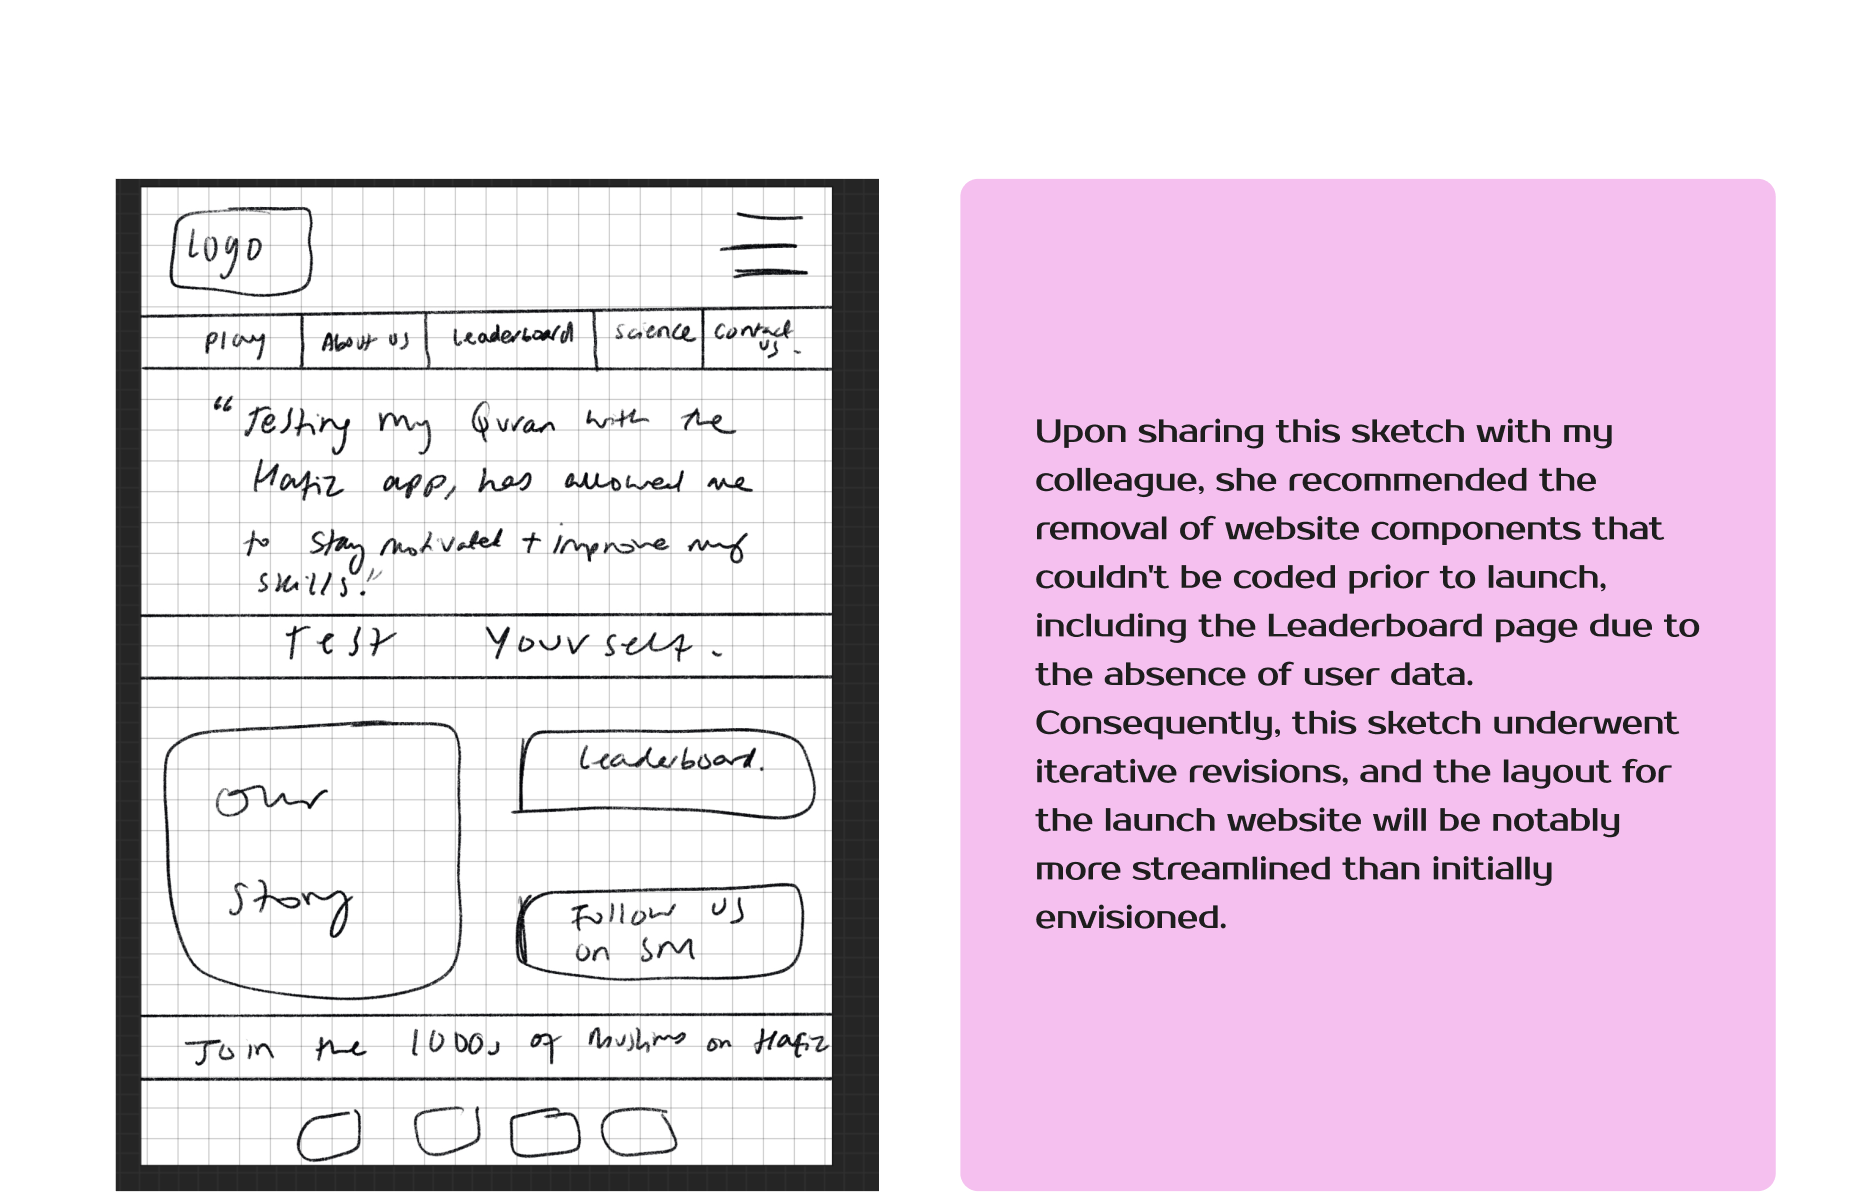 Logo
Play
About us
Leaderboard
Science
Contact
us.
"Testing my Quran with the
Hafiz app, has allowed me
to stay motivated + improve my
skills."
Test Yourself.
Our
Story
Leaderboard.
Follow us
on SM
Join the 1000s of Muslims on Hafiz
Upon sharing this sketch with my
colleague, she recommended the
removal of website components that
couldn't be coded prior to launch,
including the Leaderboard page due to
the absence of user data.
Consequently, this sketch underwent
iterative revisions, and the layout for
the launch website will be notably
more streamlined than initially
envisioned.